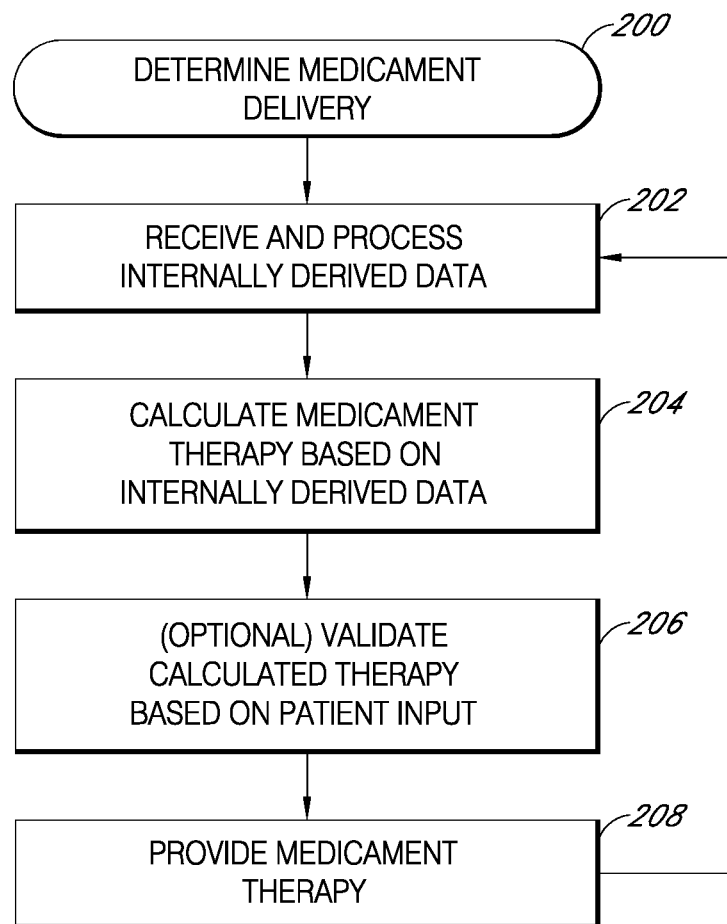 200
DETERMINE MEDICAMENT
DELIVERY
202
RECEIVE AND PROCESS
INTERNALLY DERIVED DATA
204
CALCULATE MEDICAMENT
THERAPY BASED ON
INTERNALLY DERIVED DATA
206
(OPTIONAL) VALIDATE
CALCULATED THERAPY
BASED ON PATIENT INPUT
208
PROVIDE MEDICAMENT
THERAPY